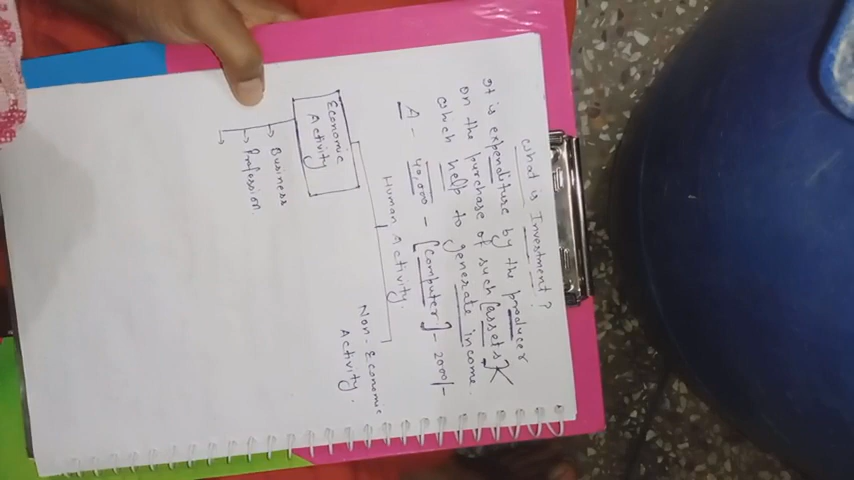 What is Investment?
It is expenditure by the producer
on the purchase of such [assets]
which help to generate income.
A - 40,000 - [Computer] - 2000/-
Human Activity.
Economic
Activity
Non-Economic
Activity.
→ Business
→ Profession
→